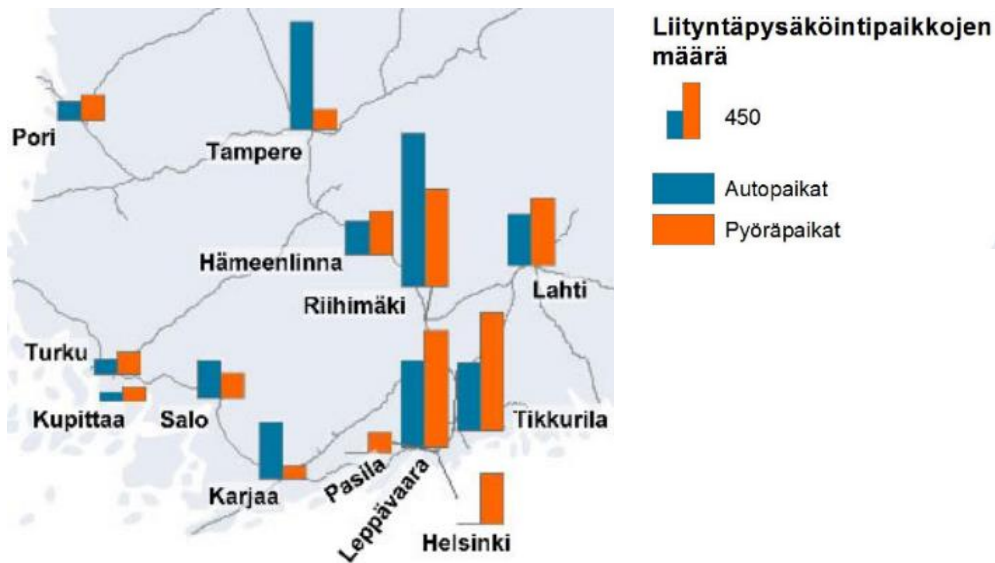 Liityntäpysäköintipaikkojen
määrä
450
Autopaikat
Pyöräpaikat
Pori
Tampere
Hämeenlinna
Riihimäki
Lahti
Turku
Kupittaa
Salo
Karjaa
Pasila
Leppävaara
Tikkurila
Helsinki